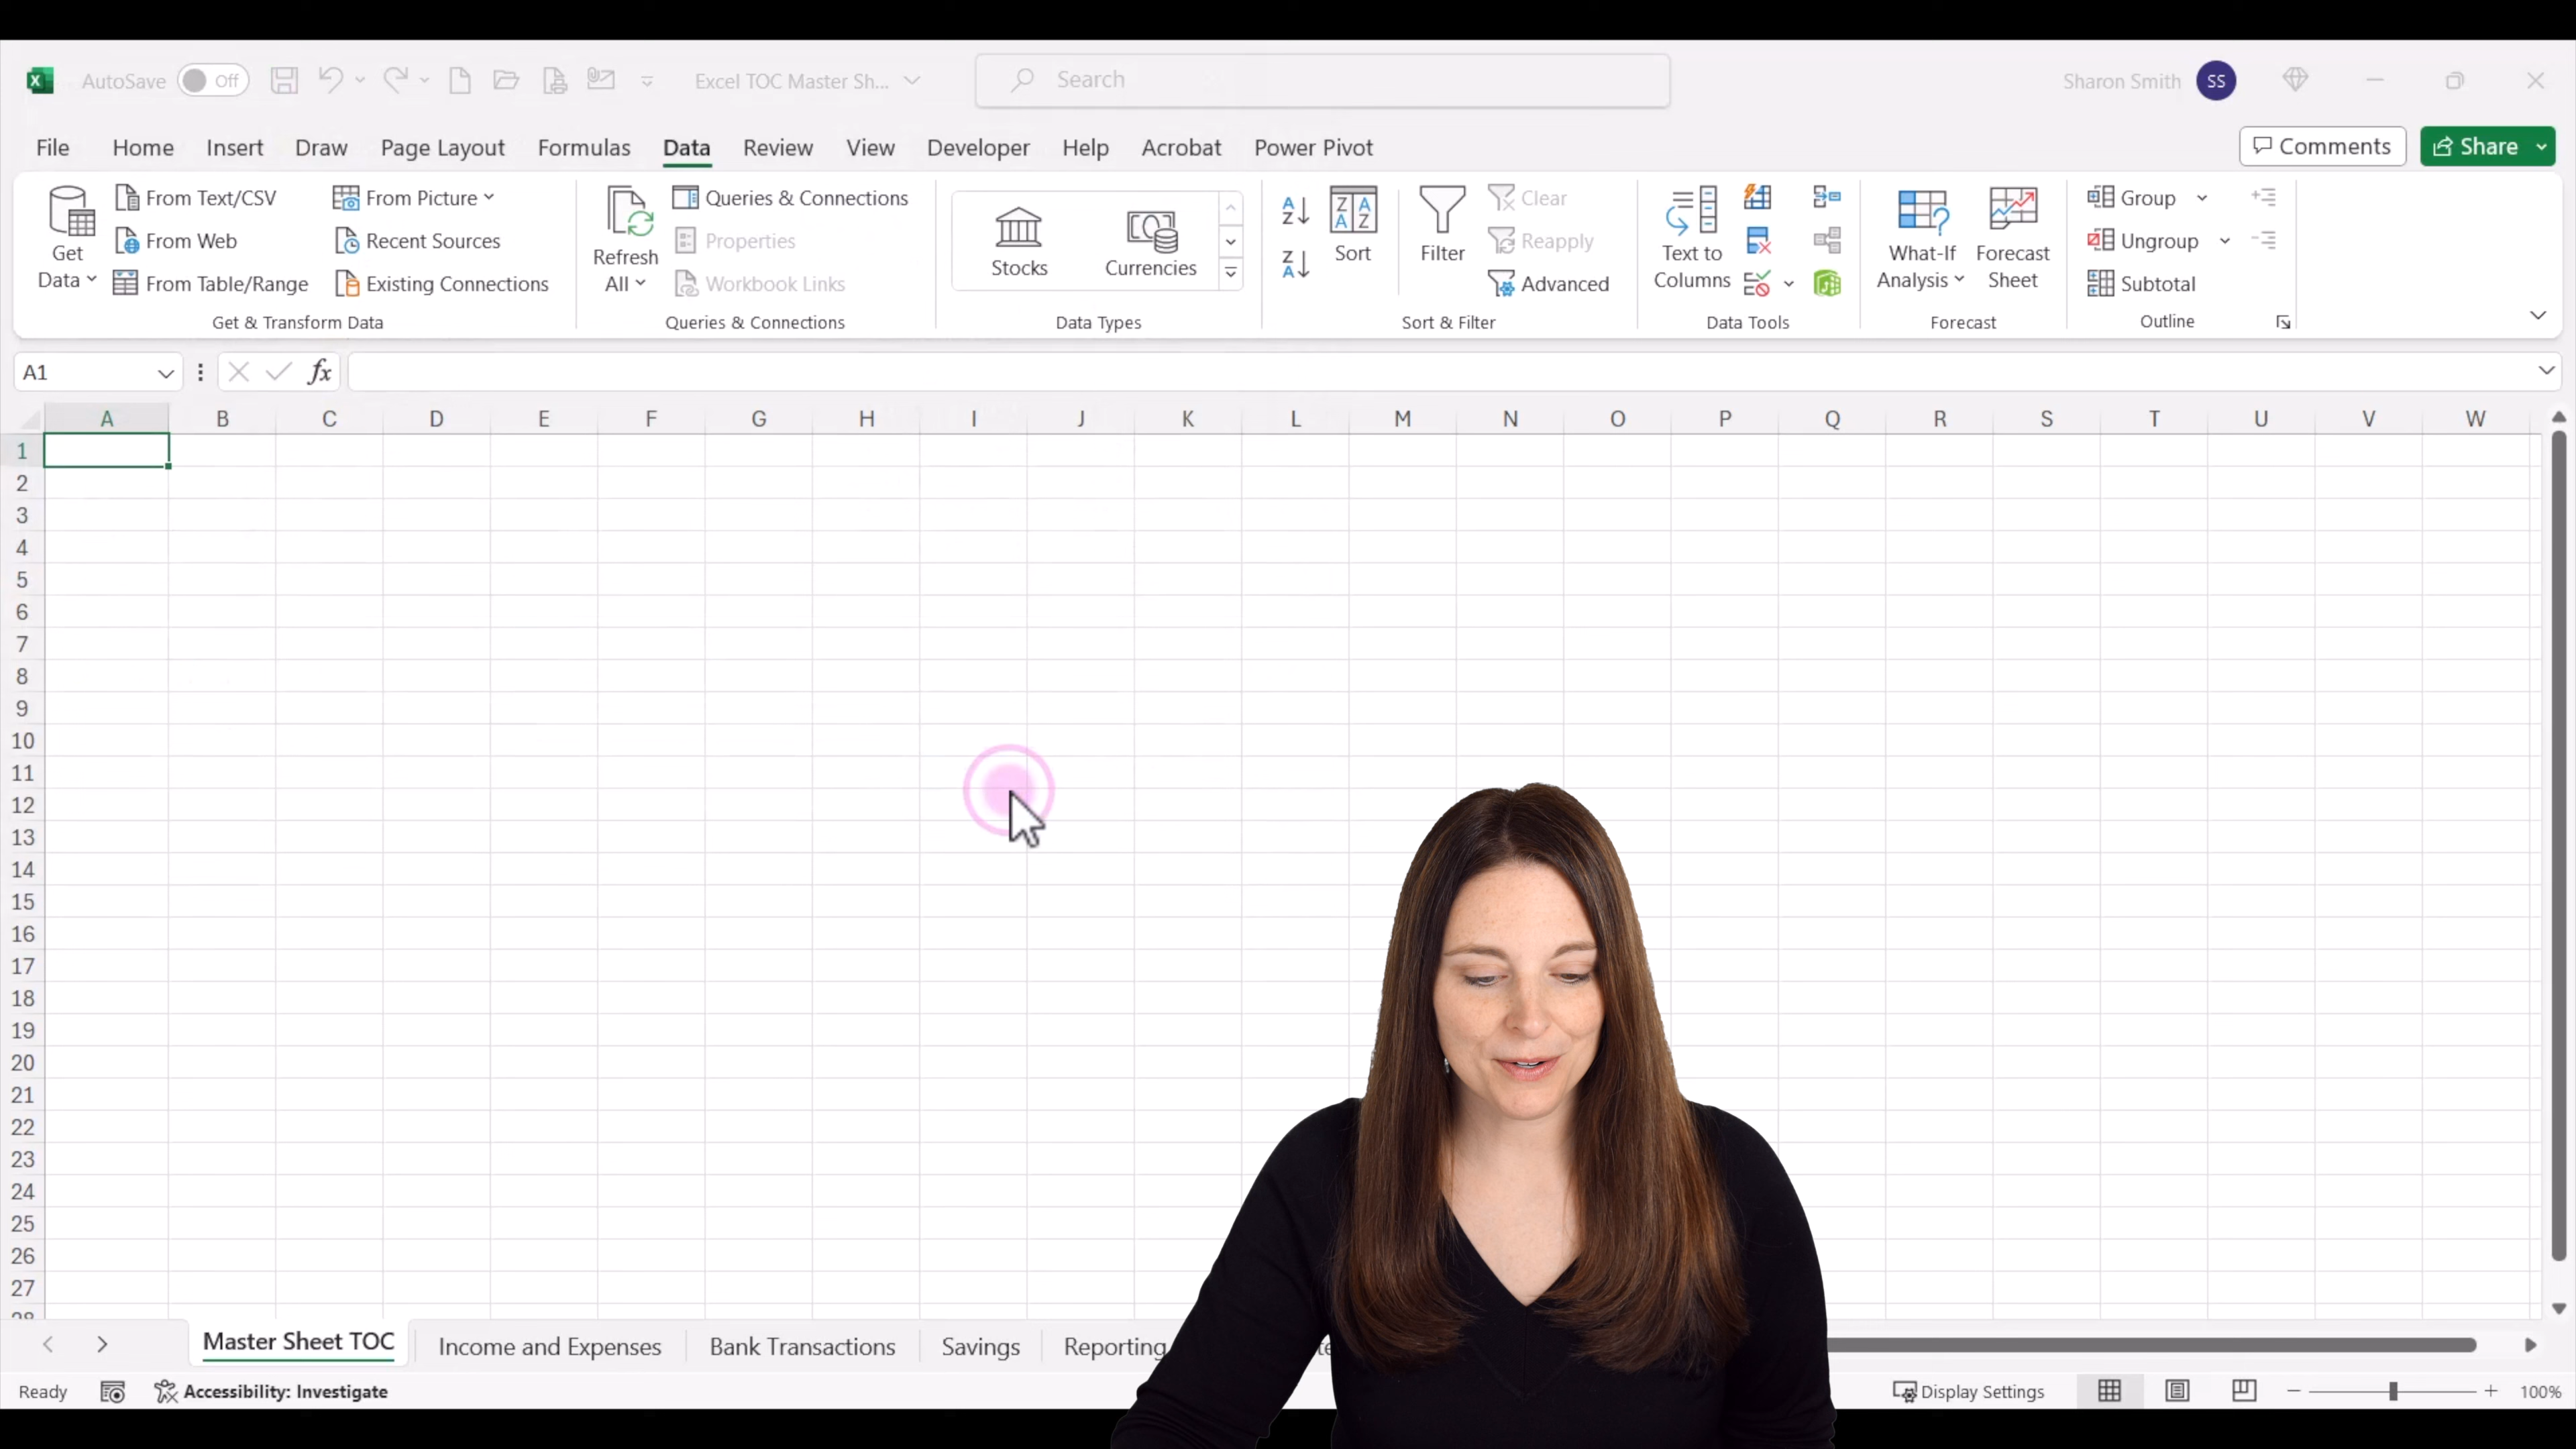 AutoSave Off Excel TOC Master Sh... Search Sharon Smith SS
File Home Insert Draw Page Layout Formulas Data Review View Developer Help Acrobat Power Pivot Comments Share
Get Data
From Text/CSV
From Web
From Table/Range
From Picture
Recent Sources
Existing Connections
Get & Transform Data
Refresh All
Queries & Connections
Properties
Workbook Links
Queries & Connections
Stocks Currencies
Data Types
Sort
Filter
Clear
Reapply
Advanced
Sort & Filter
Text to Columns
Data Tools
What-If Analysis
Forecast Sheet
Forecast
Group
Ungroup
Subtotal
Outline
A1 fx
A B C D E F G H I J K L M N O P Q R S T U V W
1
2
3
4
5
6
7
8
9
10
11
12
13
14
15
16
17
18
19
20
21
22
23
24
25
26
27
Master Sheet TOC Income and Expenses Bank Transactions Savings Reporting
Ready Accessibility: Investigate Display Settings 100%